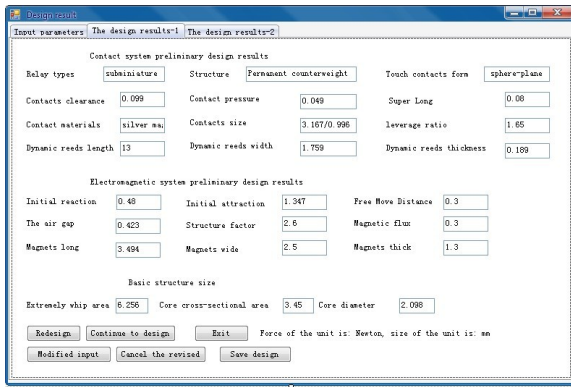 Design result
Input parameters The design results-1 The design results-2
Contact system preliminary design results
Relay types subminiature Structure Permanent counterweight Touch contacts form sphere-plane
Contacts clearance 0.099 Contact pressure 0.049 Super Long 0.08
Contact materials silver ma Contacts size 3.167/0.996 leverage ratio 1.65
Dynamic reeds length 13 Dynamic reeds width 1.759 Dynamic reeds thickness 0.189
Electromagnetic system preliminary design results
Initial reaction 0.48 Initial attraction 1.347 Free Move Distance 0.3
The air gap 0.423 Structure factor 2.6 Magnetic flux 0.3
Magnets long 3.494 Magnets wide 2.5 Magnets thick 1.3
Basic structure size
Extremely whip area 6.256 Core cross-sectional area 3.45 Core diameter 2.098
Redesign Continue to design Exit Force of the unit is: Newton, size of the unit is: mm
Modified input Cancel the revised Save design